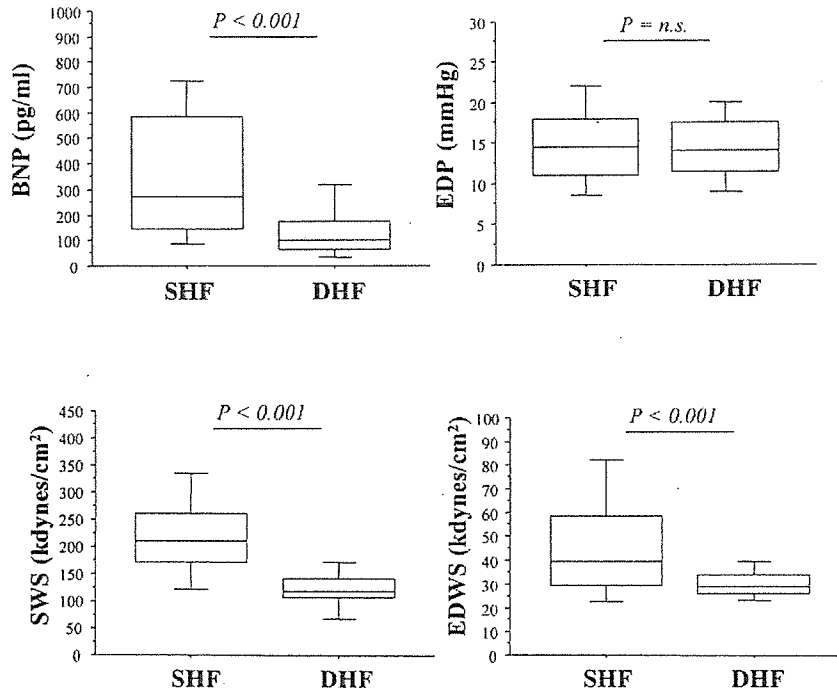 P < 0.001
1000
900
800
700
600
500
400
300
200
100
0
BNP (pg/ml)
SHF
DHF
P = n.s.
30
25
20
15
10
5
0
EDP (mmHg)
SHF
DHF
P < 0.001
450
400
350
300
250
200
150
100
50
0
SWS (kdynes/cm²)
SHF
DHF
P < 0.001
100
90
80
70
60
50
40
30
20
10
0
EDWS (kdynes/cm²)
SHF
DHF